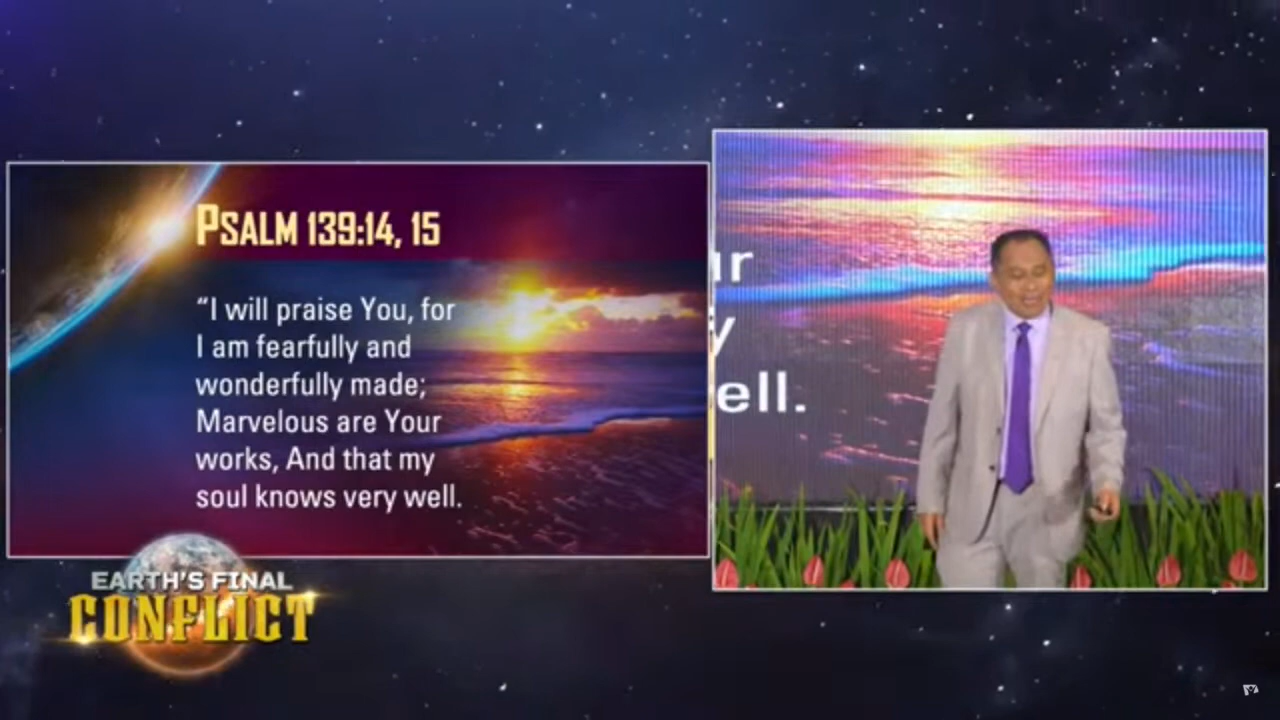 PSALM 139:14, 15
“I will praise You, for
I am fearfully and
wonderfully made;
Marvelous are Your
works, And that my
soul knows very well.
EARTH'S FINAL
CONFLICT
ell.